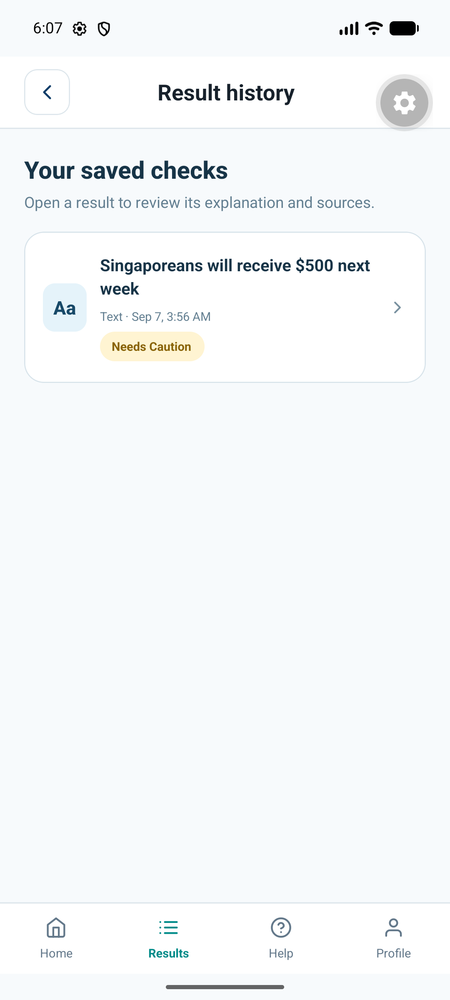 6:07
Result history
Your saved checks
Open a result to review its explanation and sources.
Aa
Singaporeans will receive $500 next
week
Text · Sep 7, 3:56 AM
Needs Caution
Home
Results
Help
Profile